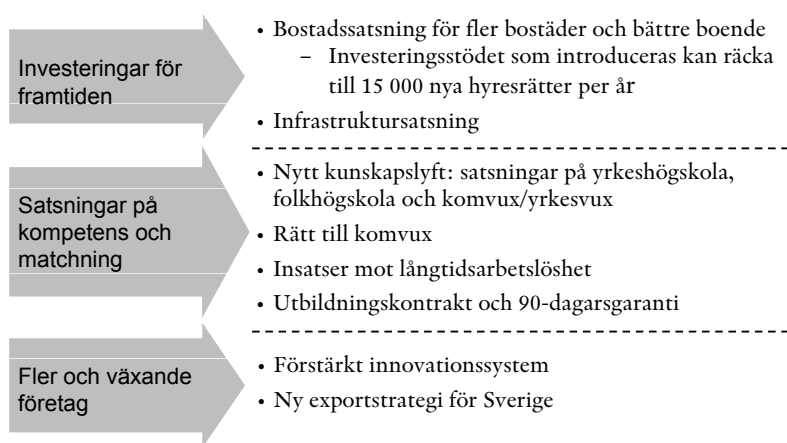 Investeringar för
framtiden
• Bostadssatsning för fler bostäder och bättre boende
– Investeringsstödet som introduceras kan räcka
till 15 000 nya hyresrätter per år
• Infrastruktursatsning
Satsningar på
kompetens och
matchning
• Nytt kunskapslyft: satsningar på yrkeshögskola,
folkhögskola och komvux/yrkesvux
• Rätt till komvux
• Insatser mot långtidsarbetslöshet
• Utbildningskontrakt och 90-dagarsgaranti
Fler och växande
företag
• Förstärkt innovationssystem
• Ny exportstrategi för Sverige